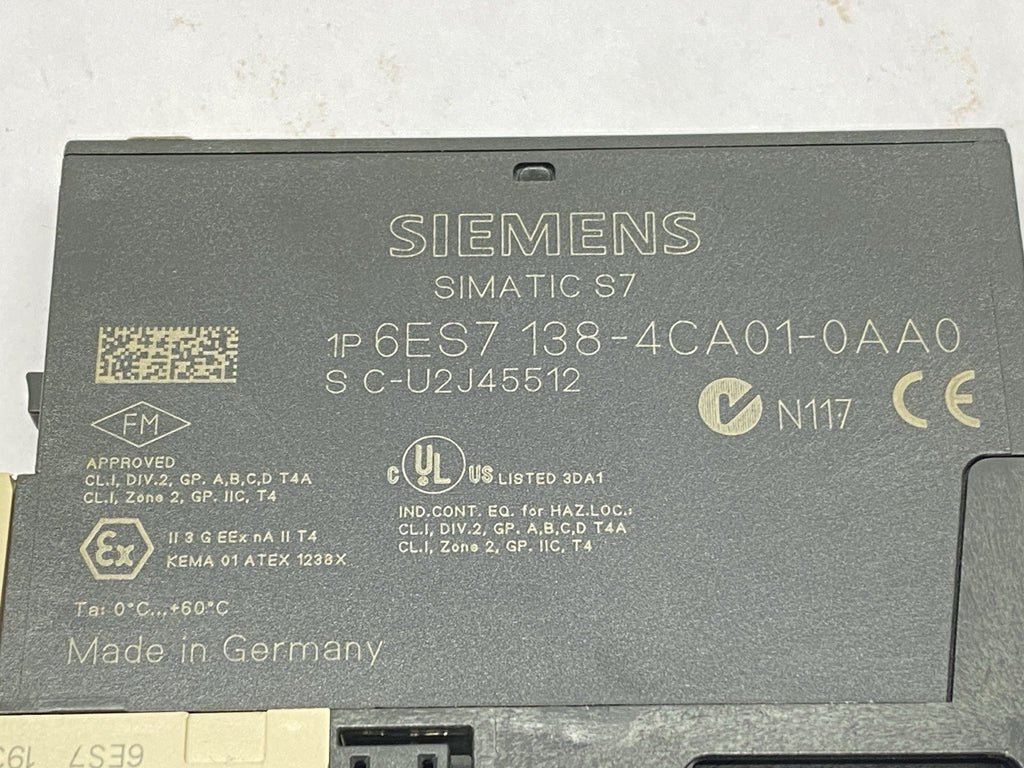 SIEMENS
SIMATIC S7
1P 6ES7 138-4CA01-0AA0
S C-U2J45512
N117 CE
FM
APPROVED
CL.I, DIV.2, GP. A,B,C,D T4A
CL.I, Zone 2, GP. IIC, T4
C UL US LISTED 3DA1
IND.CONT. EQ. for HAZ.LOC.:
CL.I, DIV.2, GP. A,B,C,D T4A
CL.I, Zone 2, GP. IIC, T4
Ex
II 3 G EEx nA II T4
KEMA 01 ATEX 1238X
Ta: 0°C...+60°C
Made in Germany
6ES7